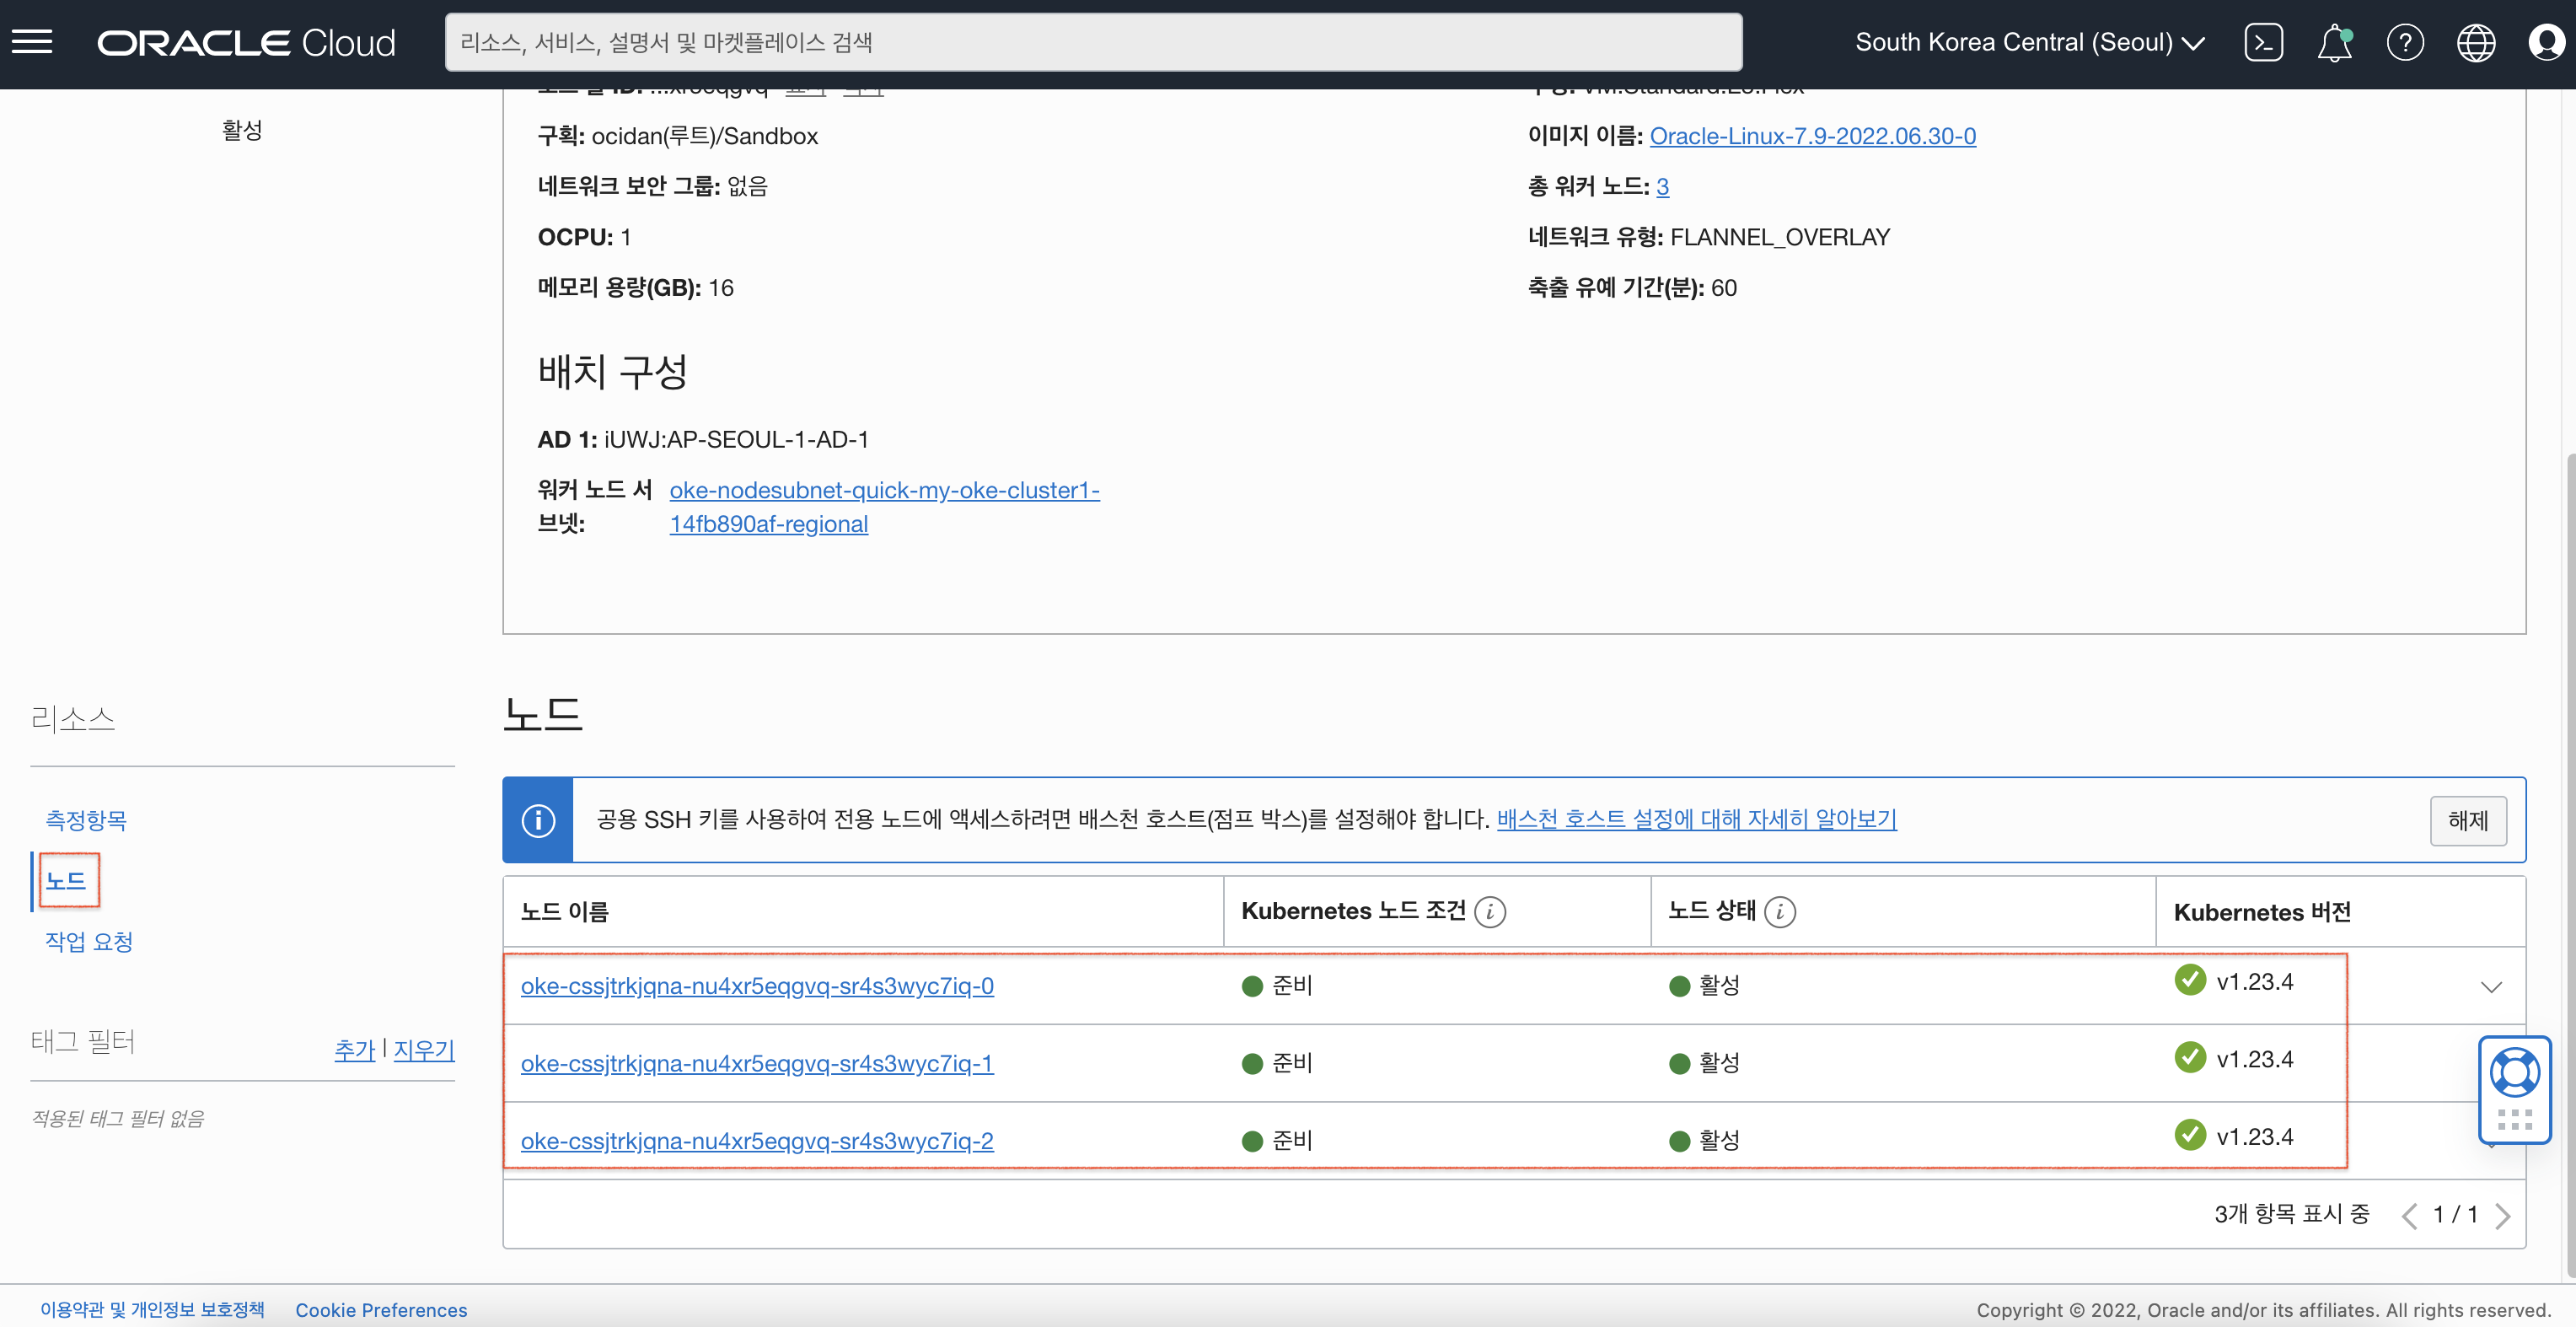 ORACLE Cloud
리소스, 서비스, 설명서 및 마켓플레이스 검색
South Korea Central (Seoul)
활성
구획: ocidan(루트)/Sandbox
네트워크 보안 그룹: 없음
OCPU: 1
메모리 용량(GB): 16
이미지 이름: Oracle-Linux-7.9-2022.06.30-0
총 워커 노드: 3
네트워크 유형: FLANNEL_OVERLAY
축출 유예 기간(분): 60
배치 구성
AD 1: iUWJ:AP-SEOUL-1-AD-1
워커 노드 서 oke-nodesubnet-quick-my-oke-cluster1-
브넷: 14fb890af-regional
리소스
측정항목
노드
작업 요청
태그 필터 추가 | 지우기
적용된 태그 필터 없음
노드
공용 SSH 키를 사용하여 전용 노드에 액세스하려면 배스천 호스트(점프 박스)를 설정해야 합니다. 배스천 호스트 설정에 대해 자세히 알아보기
해제
노드 이름 Kubernetes 노드 조건 노드 상태 Kubernetes 버전
oke-cssjtrkjqna-nu4xr5eqgvq-sr4s3wyc7iq-0 준비 활성 v1.23.4
oke-cssjtrkjqna-nu4xr5eqgvq-sr4s3wyc7iq-1 준비 활성 v1.23.4
oke-cssjtrkjqna-nu4xr5eqgvq-sr4s3wyc7iq-2 준비 활성 v1.23.4
3개 항목 표시 중 1 / 1
이용약관 및 개인정보 보호정책 Cookie Preferences
Copyright © 2022, Oracle and/or its affiliates. All rights reserved.